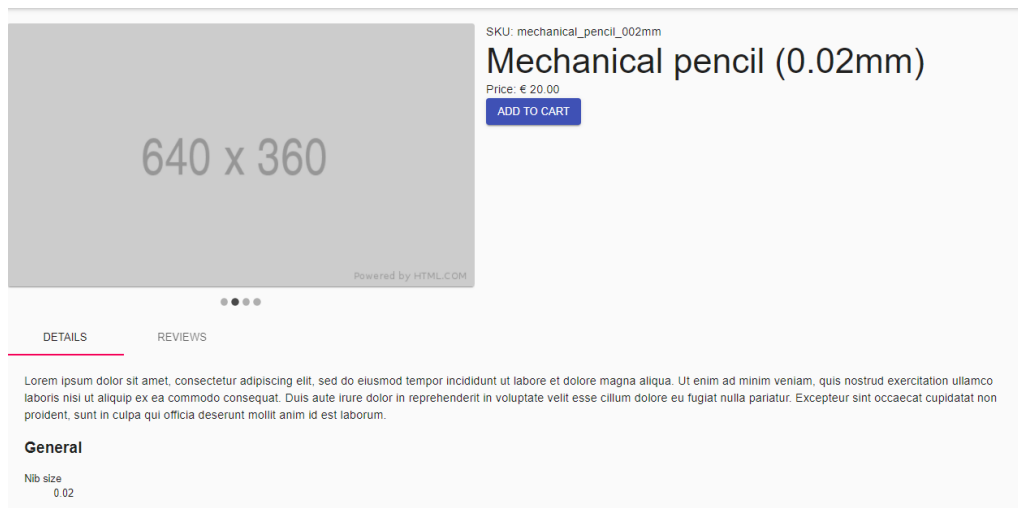 SKU: mechanical_pencil_002mm
Mechanical pencil (0.02mm)
Price: € 20.00
ADD TO CART
640 x 360
Powered by HTML.COM
DETAILS REVIEWS
Lorem ipsum dolor sit amet, consectetur adipiscing elit, sed do eiusmod tempor incididunt ut labore et dolore magna aliqua. Ut enim ad minim veniam, quis nostrud exercitation ullamco
laboris nisi ut aliquip ex ea commodo consequat. Duis aute irure dolor in reprehenderit in voluptate velit esse cillum dolore eu fugiat nulla pariatur. Excepteur sint occaecat cupidatat non
proident, sunt in culpa qui officia deserunt mollit anim id est laborum.
General
Nib size
0.02